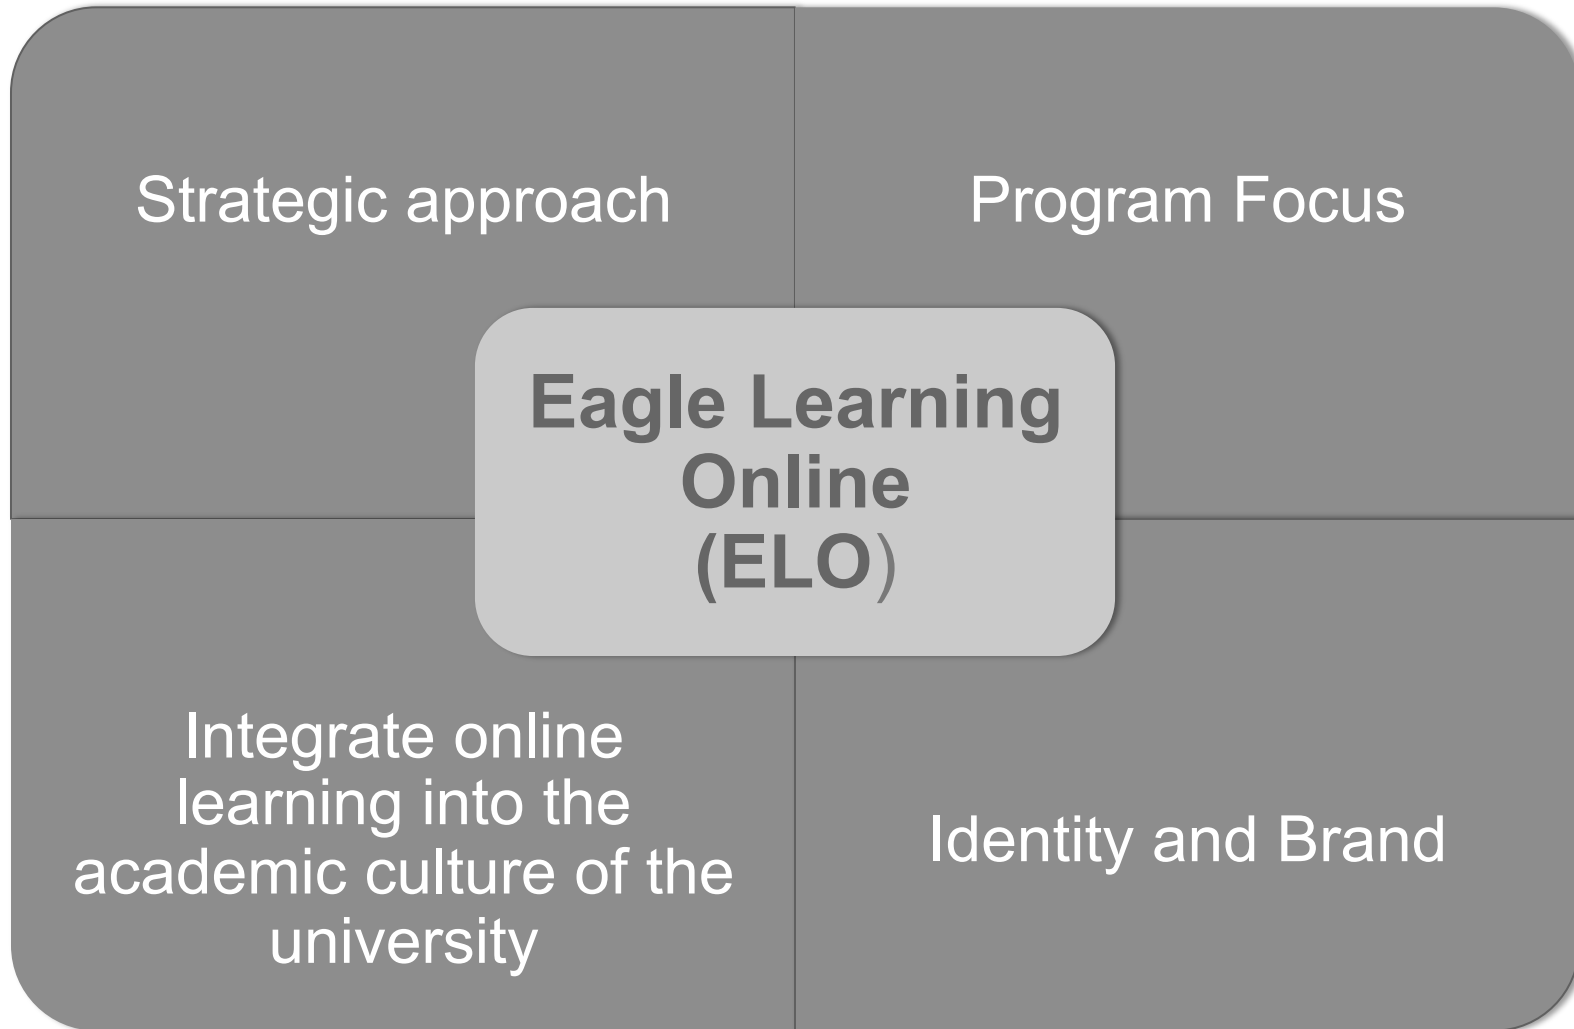 Strategic approach
Program Focus
Eagle Learning
Online
(ELO)
Integrate online
learning into the
academic culture of the
university
Identity and Brand